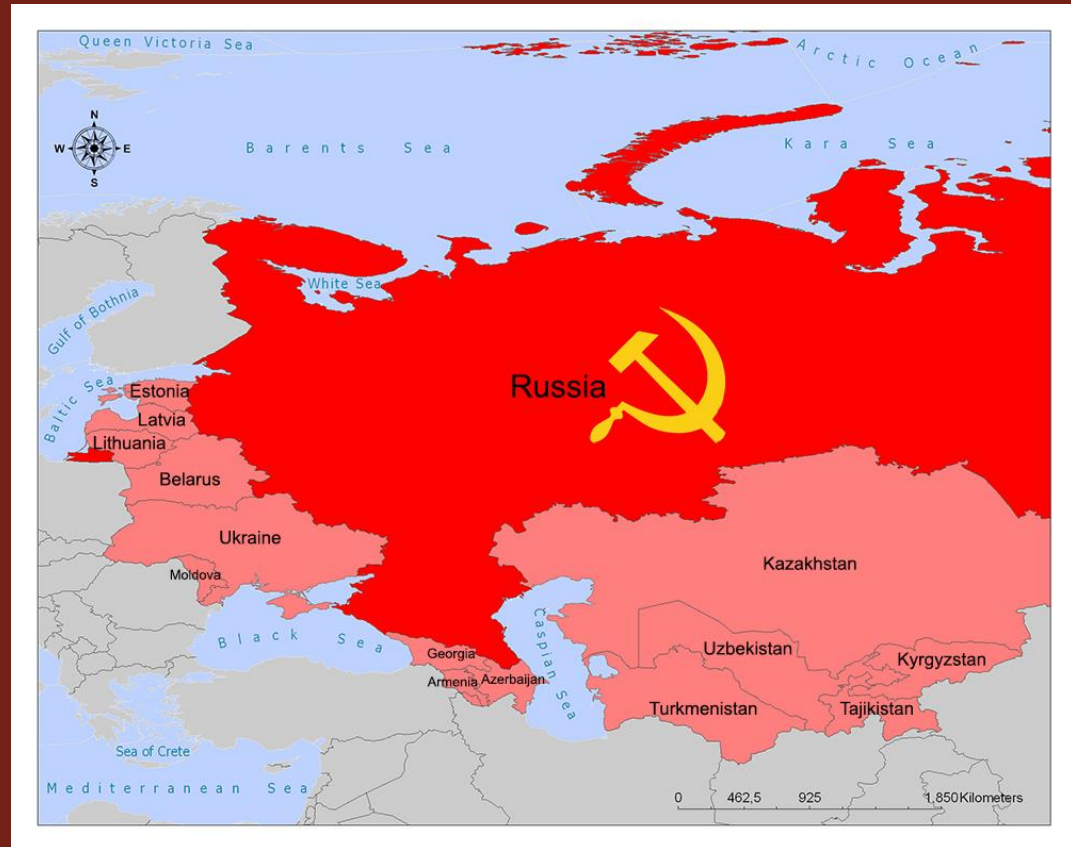 Queen Victoria Sea
Arctic Ocean
N
W
E
S
Barents Sea
Kara Sea
White Sea
Gulf of Bothnia
Russia
Baltic Sea
Estonia
Latvia
Lithuania
Belarus
Ukraine
Kazakhstan
Moldova
Black Sea
Caspian Sea
Georgia
Uzbekistan
Kyrgyzstan
Armenia
Azerbaijan
Turkmenistan
Tajikistan
Sea of Crete
Mediterranean Sea
0 462,5 925 1,850 Kilometers